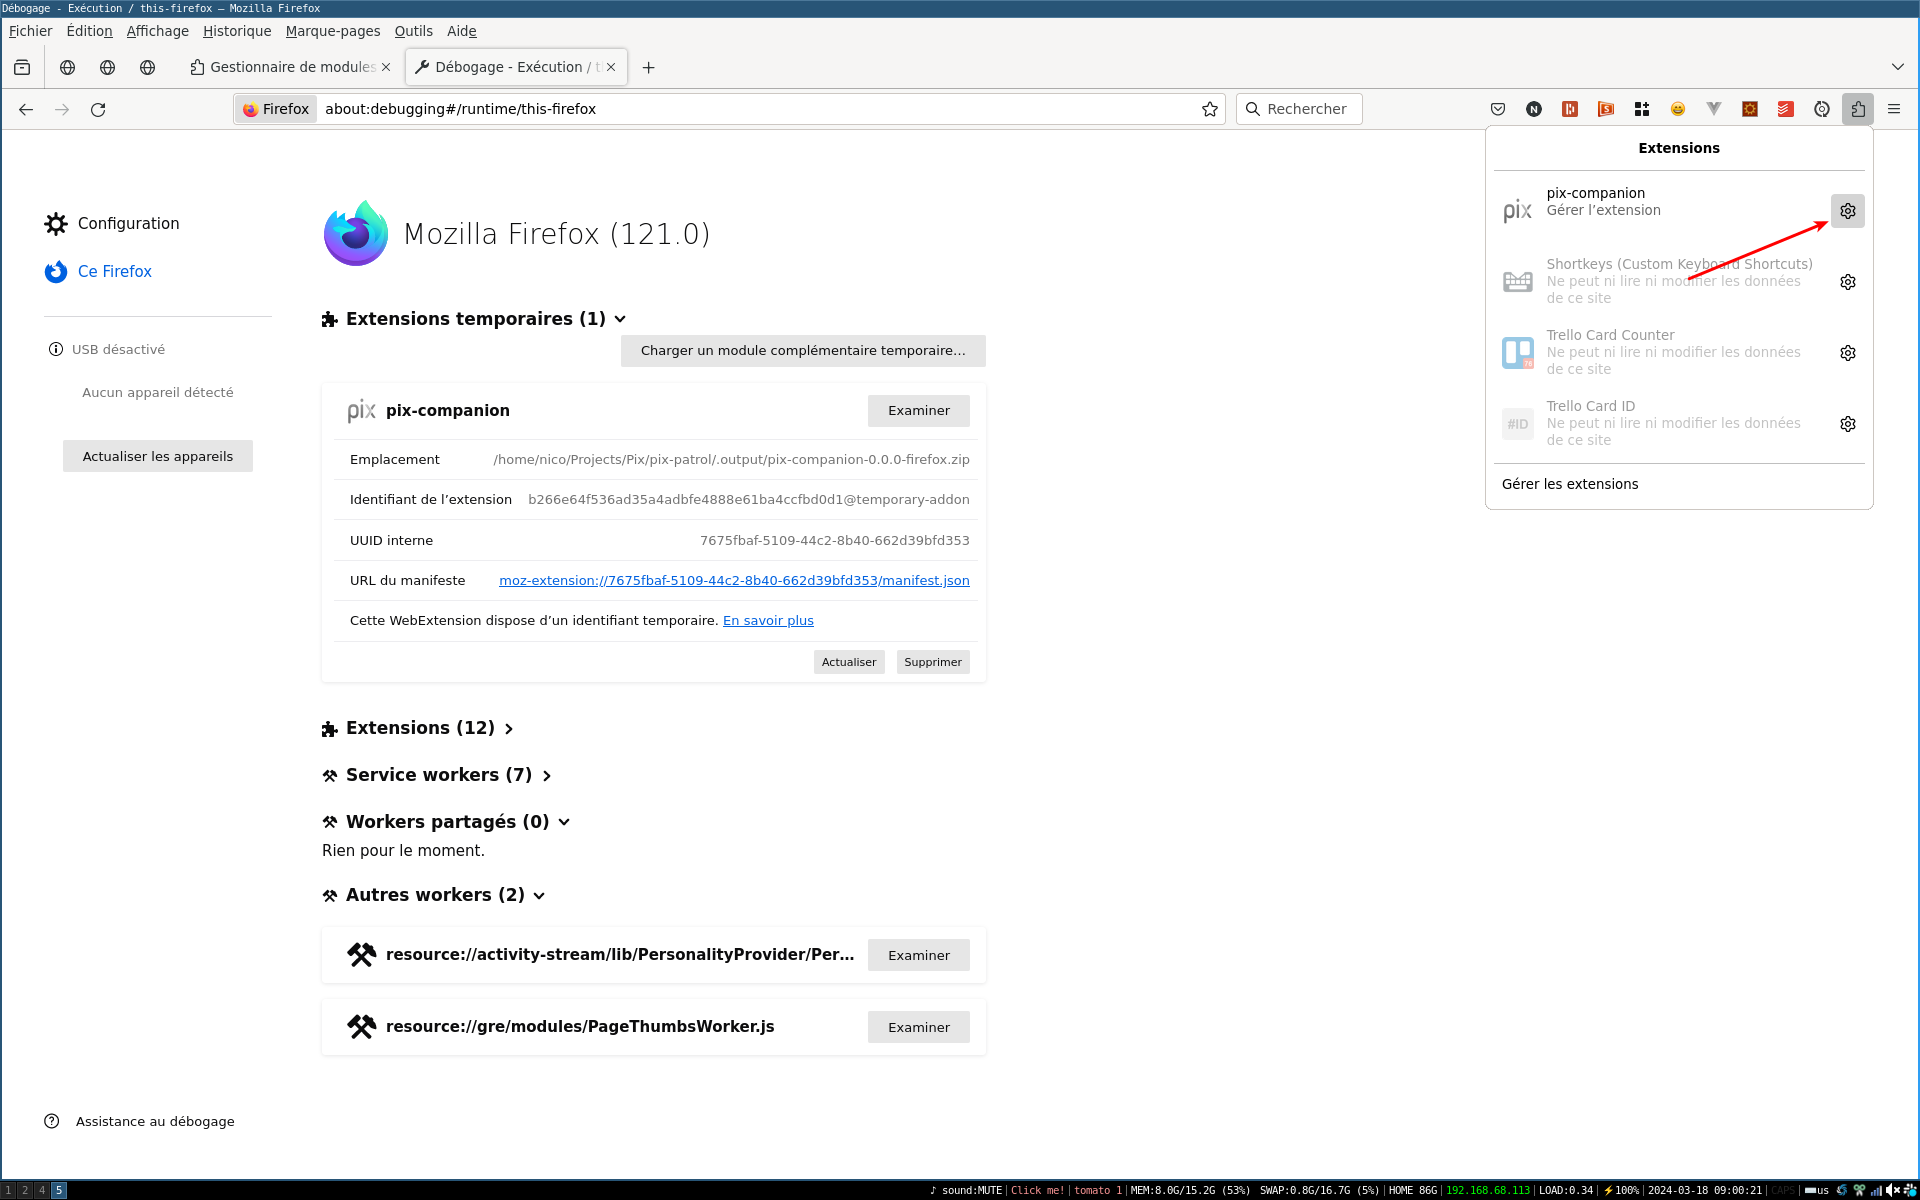 Débogage - Exécution / this-firefox — Mozilla Firefox
Fichier Édition Affichage Historique Marque-pages Outils Aide
Gestionnaire de modules
Débogage - Exécution / t
Firefox about:debugging#/runtime/this-firefox
Rechercher
Configuration
Ce Firefox
USB désactivé
Aucun appareil détecté
Actualiser les appareils
Assistance au débogage
Mozilla Firefox (121.0)
Extensions temporaires (1)
Charger un module complémentaire temporaire…
pix pix-companion Examiner
Emplacement /home/nico/Projects/Pix/pix-patrol/.output/pix-companion-0.0.0-firefox.zip
Identifiant de l’extension b266e64f536ad35a4adbfe4888e61ba4ccfbd0d1@temporary-addon
UUID interne 7675fbaf-5109-44c2-8b40-662d39bfd353
URL du manifeste moz-extension://7675fbaf-5109-44c2-8b40-662d39bfd353/manifest.json
Cette WebExtension dispose d’un identifiant temporaire. En savoir plus
Actualiser Supprimer
Extensions (12)
Service workers (7)
Workers partagés (0)
Rien pour le moment.
Autres workers (2)
resource://activity-stream/lib/PersonalityProvider/Per… Examiner
resource://gre/modules/PageThumbsWorker.js Examiner
Extensions
pix
pix-companion
Gérer l’extension
Shortkeys (Custom Keyboard Shortcuts)
Ne peut ni lire ni modifier les données
de ce site
Trello Card Counter
Ne peut ni lire ni modifier les données
de ce site
#ID
Trello Card ID
Ne peut ni lire ni modifier les données
de ce site
Gérer les extensions
1 2 4 5
♪ sound:MUTE Click me! tomato 1 MEM:8.0G/15.2G (53%) SWAP:0.8G/16.7G (5%) HOME 86G 192.168.68.113 LOAD:0.34 ⚡100% 2024-03-18 09:00:21 CAPS us